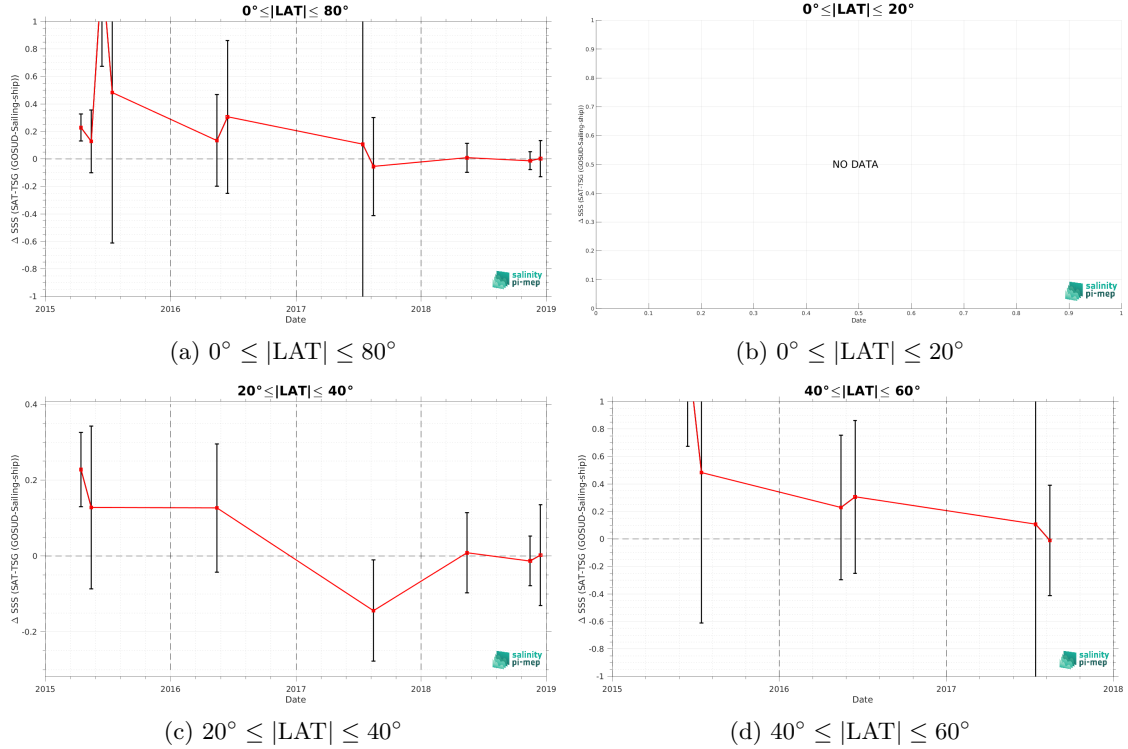 0°≤|LAT|≤ 80°
Δ SSS (SAT-TSG (GOSUD-Sailing-ship))
1
0.8
0.6
0.4
0.2
0
-0.2
-0.4
-0.6
-0.8
-1
2015
2016
2017
2018
2019
Date
salinity
pi-mep
(a) 0° ≤ |LAT| ≤ 80°
0°≤|LAT|≤ 20°
Δ SSS (SAT-TSG (GOSUD-Sailing-ship))
1
0.9
0.8
0.7
0.6
0.5
0.4
0.3
0.2
0.1
0
NO DATA
0
0.1
0.2
0.3
0.4
0.5
0.6
0.7
0.8
0.9
1
Date
salinity
pi-mep
(b) 0° ≤ |LAT| ≤ 20°
20°≤|LAT|≤ 40°
Δ SSS (SAT-TSG (GOSUD-Sailing-ship))
0.4
0.2
0
-0.2
2015
2016
2017
2018
2019
Date
salinity
pi-mep
(c) 20° ≤ |LAT| ≤ 40°
40°≤|LAT|≤ 60°
Δ SSS (SAT-TSG (GOSUD-Sailing-ship))
1
0.8
0.6
0.4
0.2
0
-0.2
-0.4
-0.6
-0.8
-1
2015
2016
2017
2018
Date
salinity
pi-mep
(d) 40° ≤ |LAT| ≤ 60°